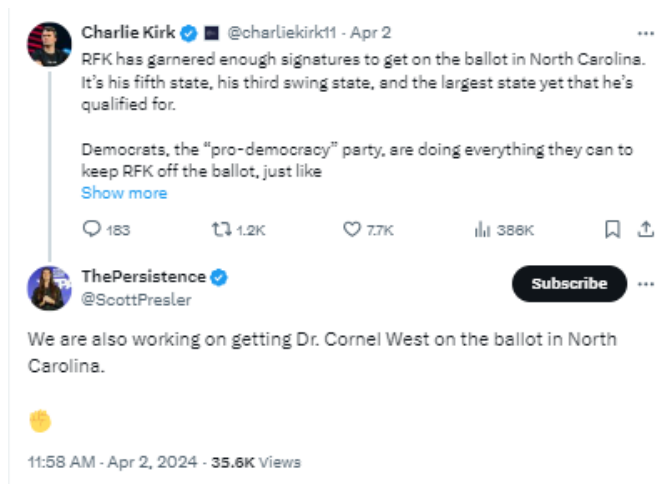 Charlie Kirk @charliekirk11 · Apr 2
RFK has garnered enough signatures to get on the ballot in North Carolina.
It's his fifth state, his third swing state, and the largest state yet that he's
qualified for.
Democrats, the "pro-democracy" party, are doing everything they can to
keep RFK off the ballot, just like
Show more
183 1.2K 7.7K 386K
ThePersistence
@ScottPresler
Subscribe
We are also working on getting Dr. Cornel West on the ballot in North
Carolina.
✊
11:58 AM · Apr 2, 2024 · 35.6K Views